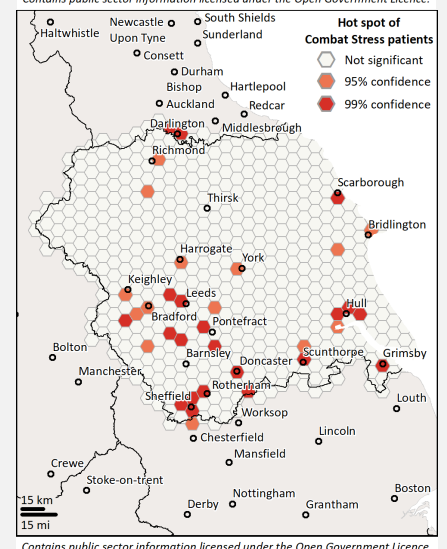 Contains public sector information licensed under the Open Government Licence.
Hot spot of
Combat Stress patients
Not significant
95% confidence
99% confidence
Haltwhistle
Newcastle
Upon Tyne
South Shields
Sunderland
Consett
Durham
Bishop
Auckland
Hartlepool
Redcar
Darlington
Middlesbrough
Richmond
Thirsk
Scarborough
Bridlington
Harrogate
York
Keighley
Leeds
Hull
Bradford
Pontefract
Bolton
Barnsley
Doncaster
Scunthorpe
Grimsby
Manchester
Rotherham
Sheffield
Louth
Worksop
Chesterfield
Lincoln
Mansfield
Crewe
Stoke-on-trent
Nottingham
Boston
Derby
Grantham
15 km
15 mi
Contains public sector information licensed under the Open Government Licence.